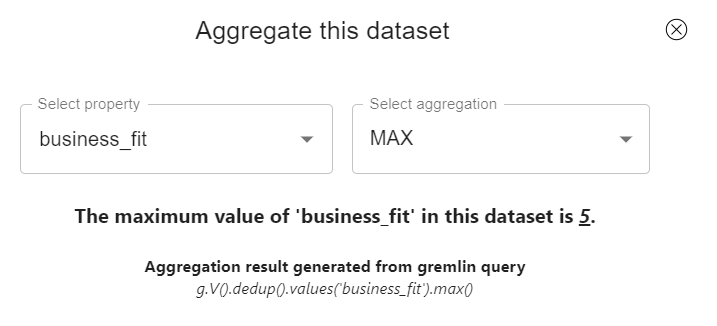 Aggregate this dataset
Select property
business_fit
Select aggregation
MAX
The maximum value of 'business_fit' in this dataset is 5.
Aggregation result generated from gremlin query
g.V().dedup().values('business_fit').max()